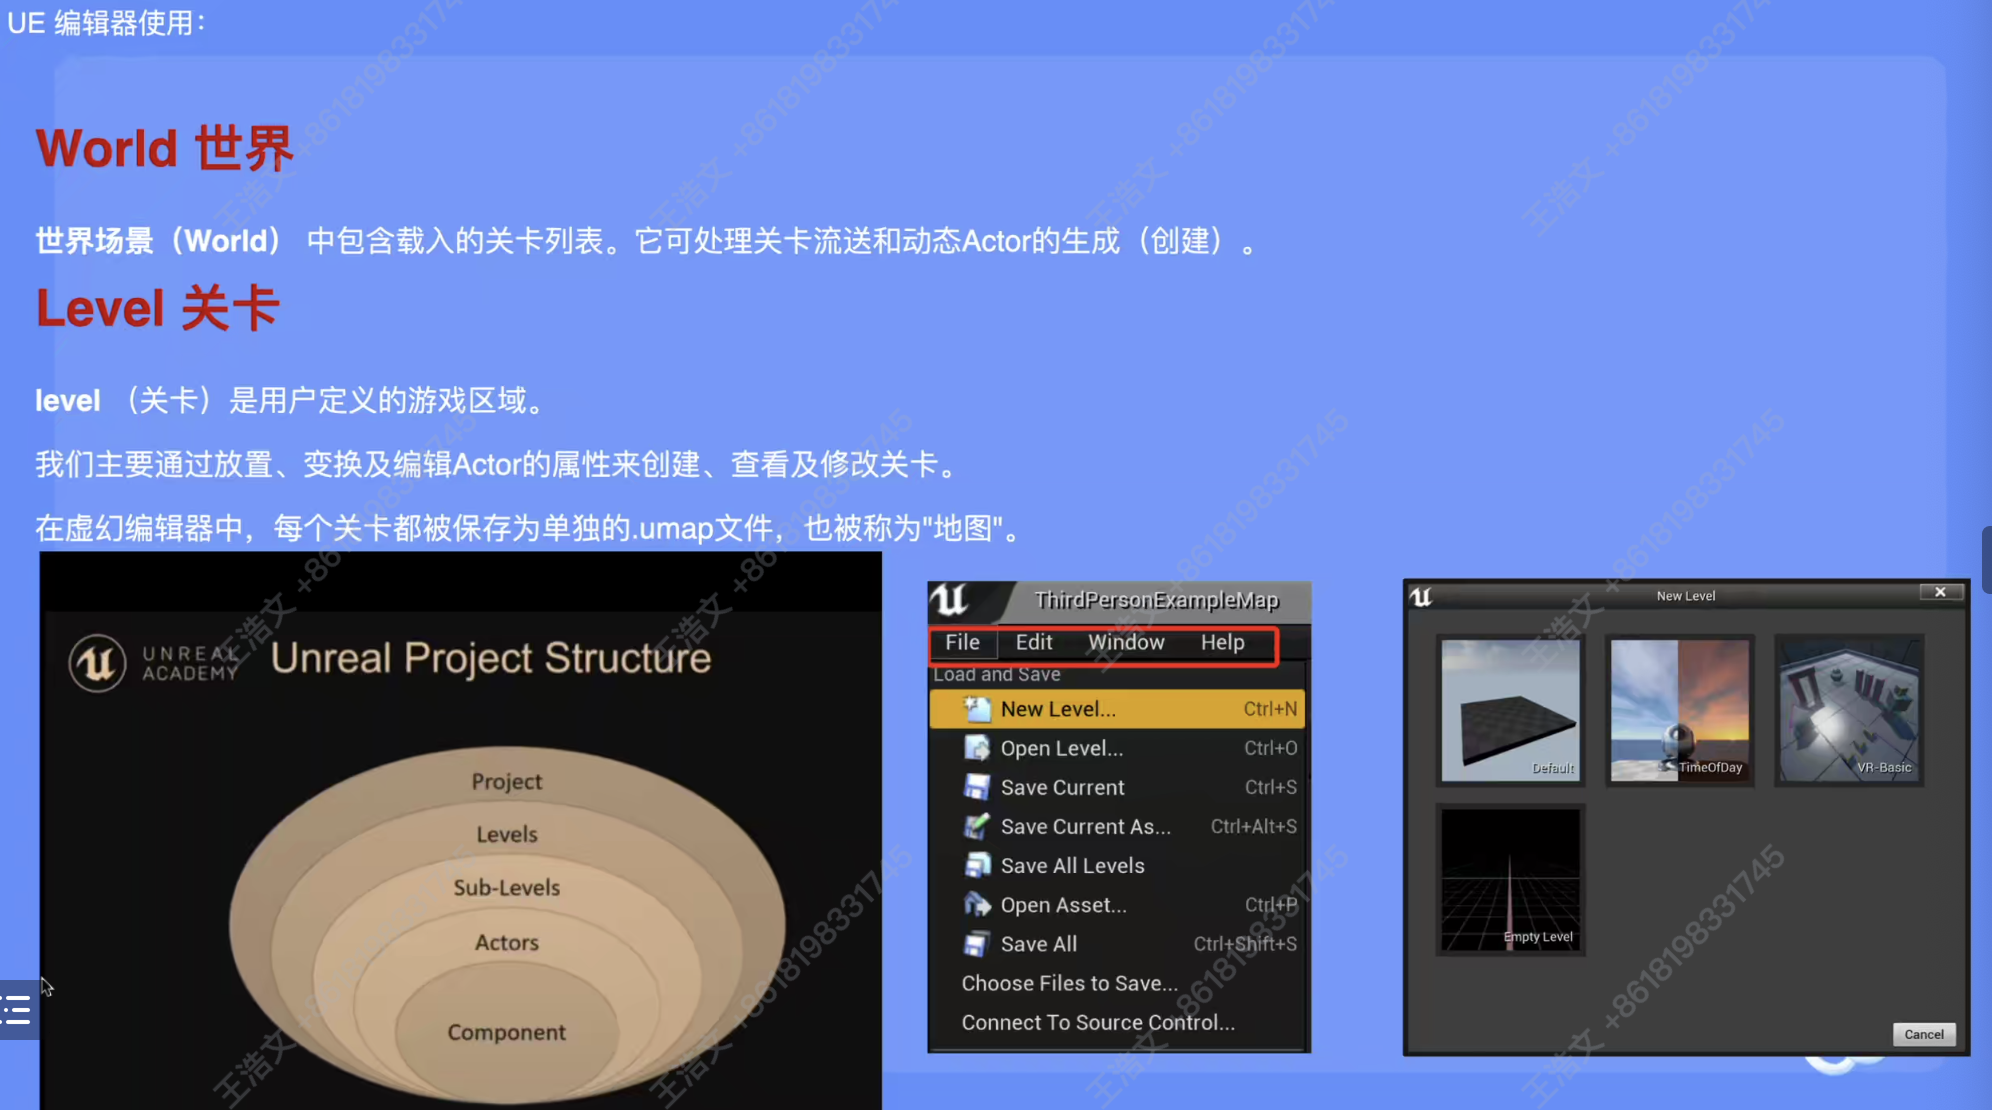 UE 编辑器使用：
World 世界
世界场景（World） 中包含载入的关卡列表。它可处理关卡流送和动态Actor的生成（创建）。
Level 关卡
level （关卡）是用户定义的游戏区域。
我们主要通过放置、变换及编辑Actor的属性来创建、查看及修改关卡。
在虚幻编辑器中，每个关卡都被保存为单独的.umap文件，也被称为"地图"。
UNREAL ACADEMY
Unreal Project Structure
Project
Levels
Sub-Levels
Actors
Component
ThirdPersonExampleMap
File Edit Window Help
Load and Save
New Level... Ctrl+N
Open Level... Ctrl+O
Save Current Ctrl+S
Save Current As... Ctrl+Alt+S
Save All Levels
Open Asset... Ctrl+P
Save All Ctrl+Shift+S
Choose Files to Save...
Connect To Source Control...
New Level
Default
TimeOfDay
VR-Basic
Empty Level
Cancel
王浩文 +8618198331745